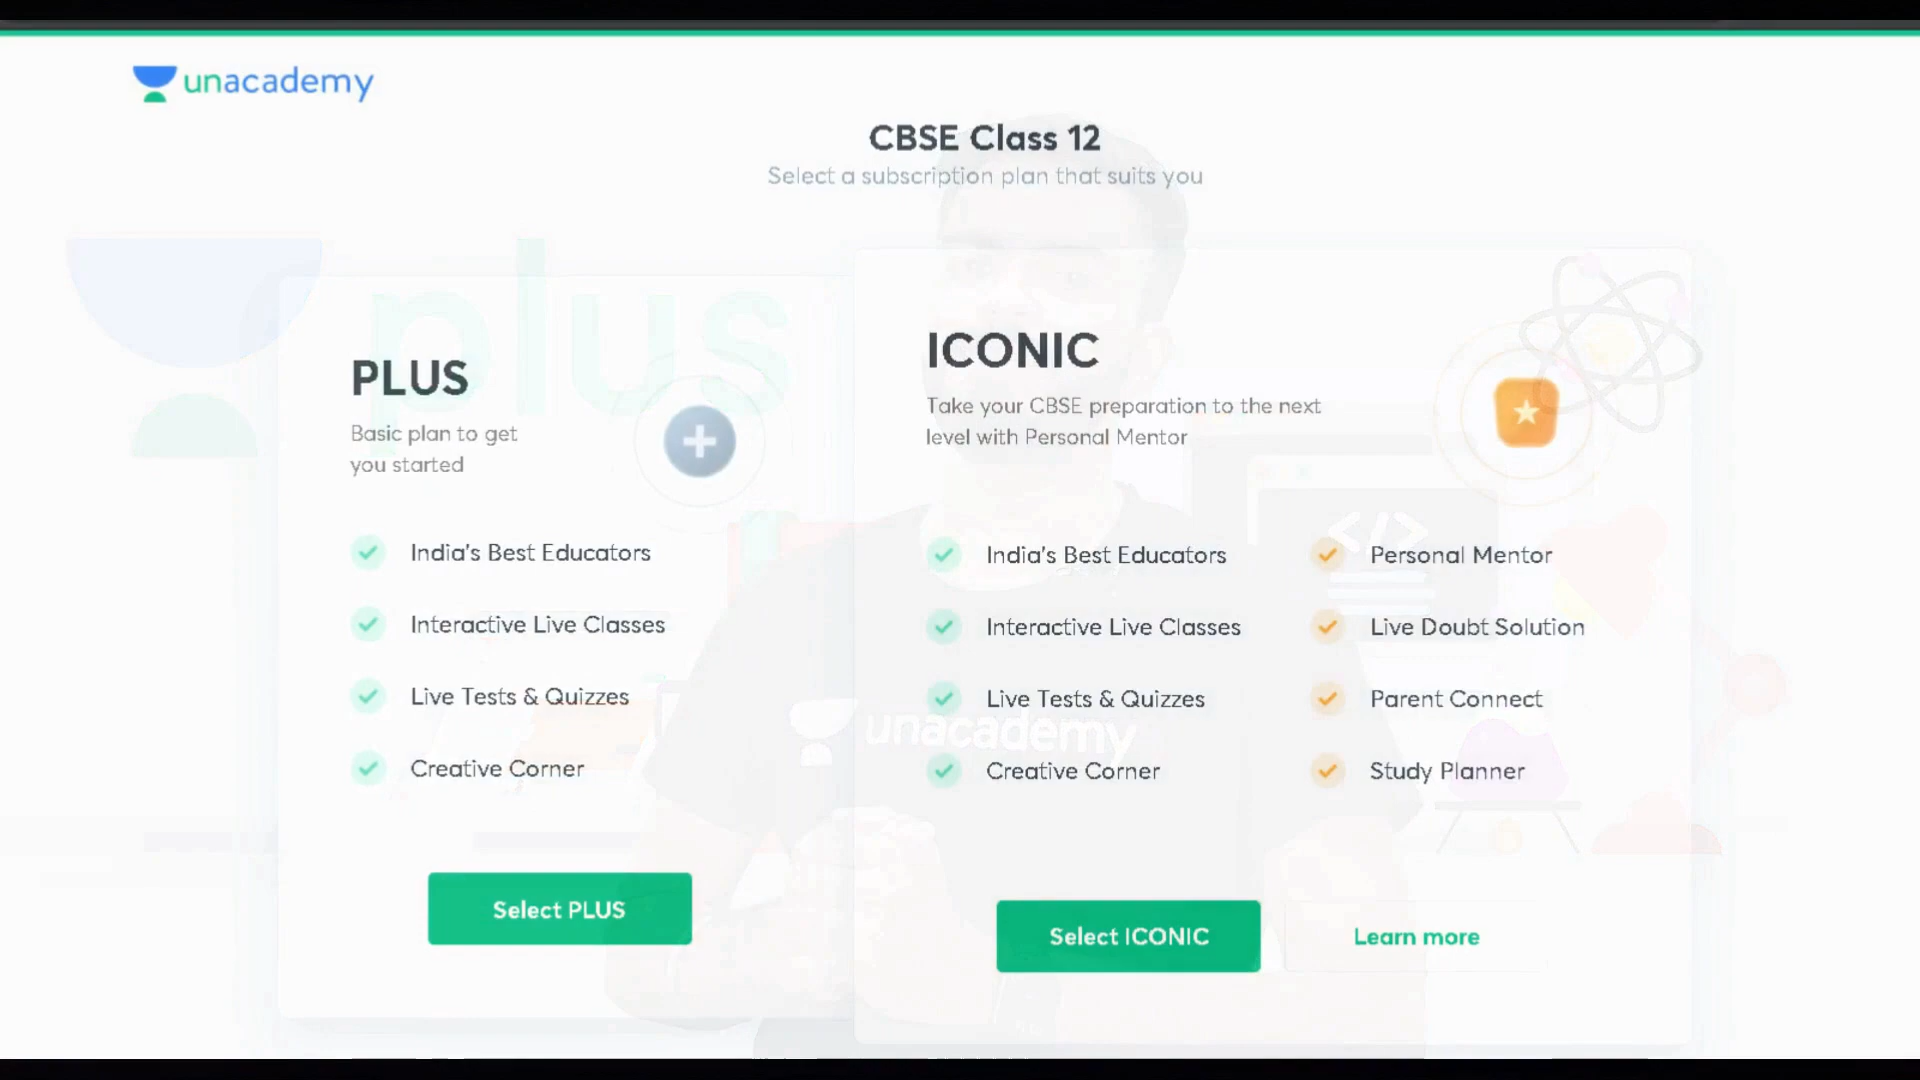 unacademy
CBSE Class 12
Select a subscription plan that suits you
plus
PLUS
Basic plan to get
you started
India's Best Educators
Interactive Live Classes
Live Tests & Quizzes
Creative Corner
Select PLUS
ICONIC
Take your CBSE preparation to the next
level with Personal Mentor
India's Best Educators
Interactive Live Classes
Live Tests & Quizzes
Creative Corner
Personal Mentor
Live Doubt Solution
Parent Connect
Study Planner
</>
unacademy
Select ICONIC
Learn more